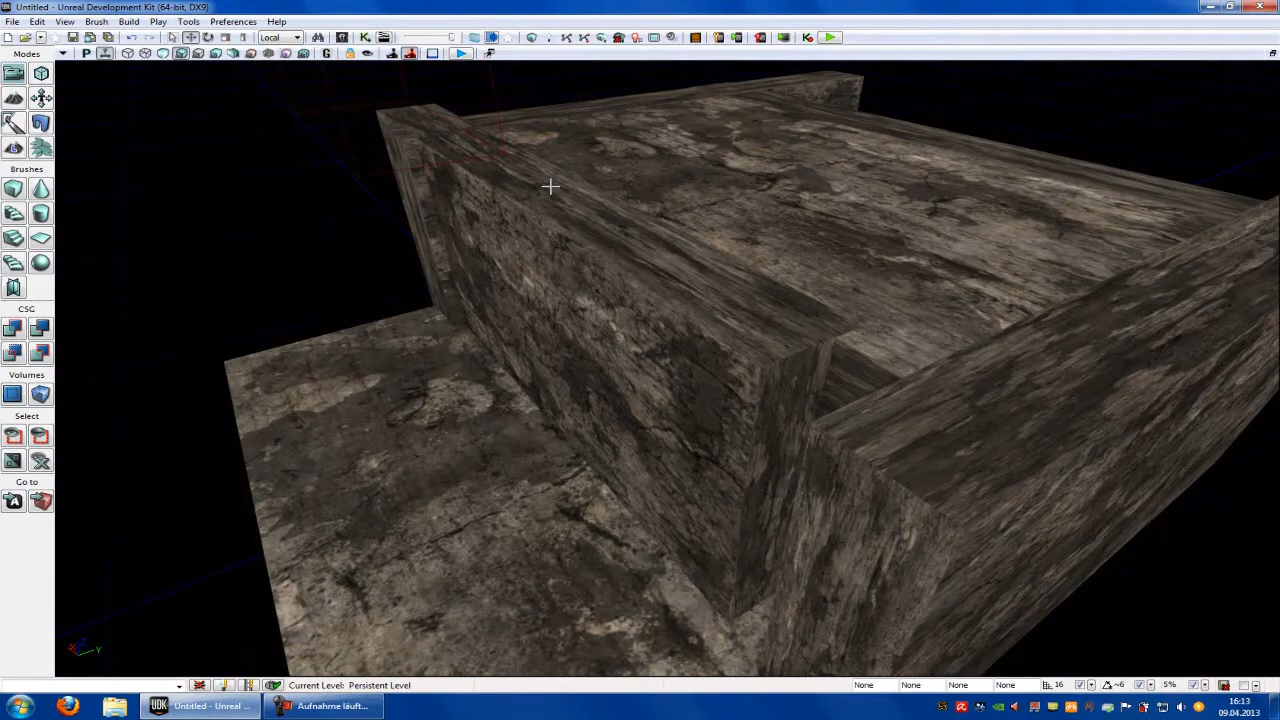 Untitled - Unreal Development Kit (64-bit, DX9)
File Edit View Brush Build Play Tools Preferences Help
Local
P G
Modes
Brushes
CSG
Volumes
Select
Go to
X Y
Current Level: Persistent Level
None None None None 16 ~6 5%
Untitled - Unreal ... Aufnahme läuft...
16:13
09.04.2013